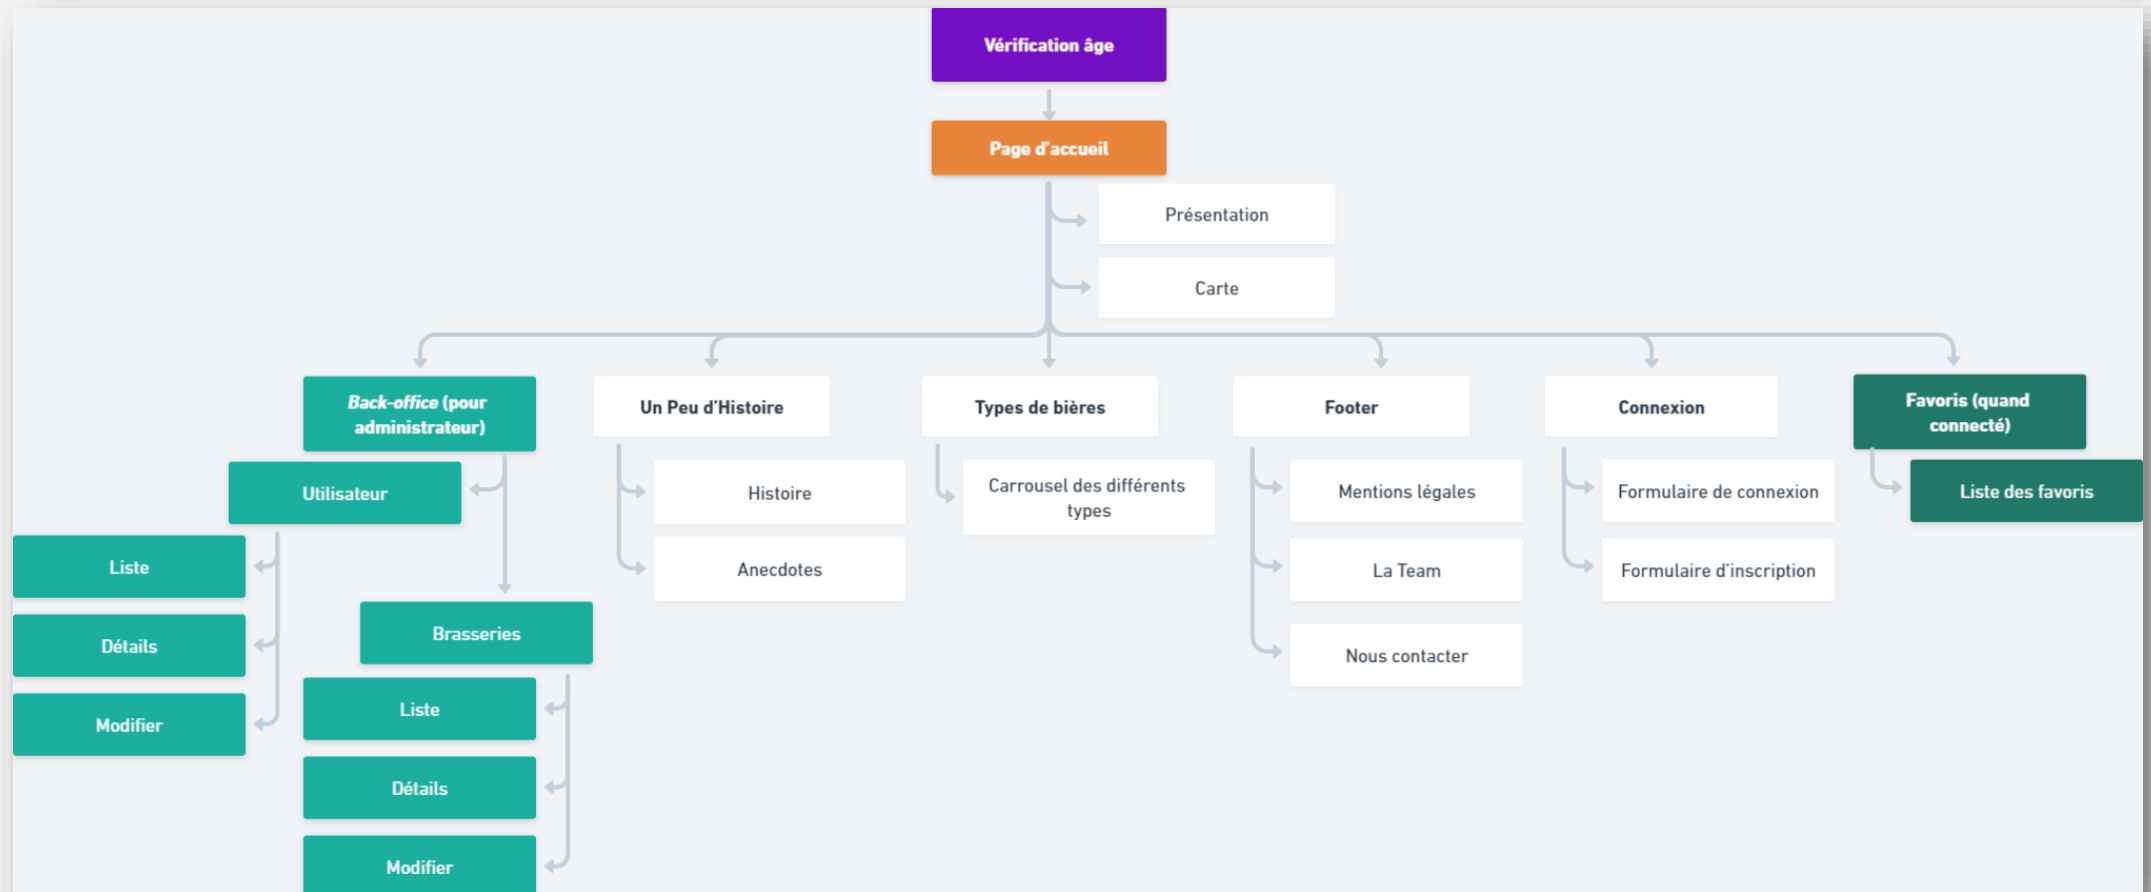 Vérification âge
Page d'accueil
Présentation
Carte
Back-office (pour
administrateur)
Un Peu d'Histoire
Types de bières
Footer
Connexion
Favoris (quand
connecté)
Utilisateur
Liste
Détails
Modifier
Brasseries
Liste
Détails
Modifier
Histoire
Anecdotes
Carrousel des différents
types
Mentions légales
La Team
Nous contacter
Formulaire de connexion
Formulaire d'inscription
Liste des favoris